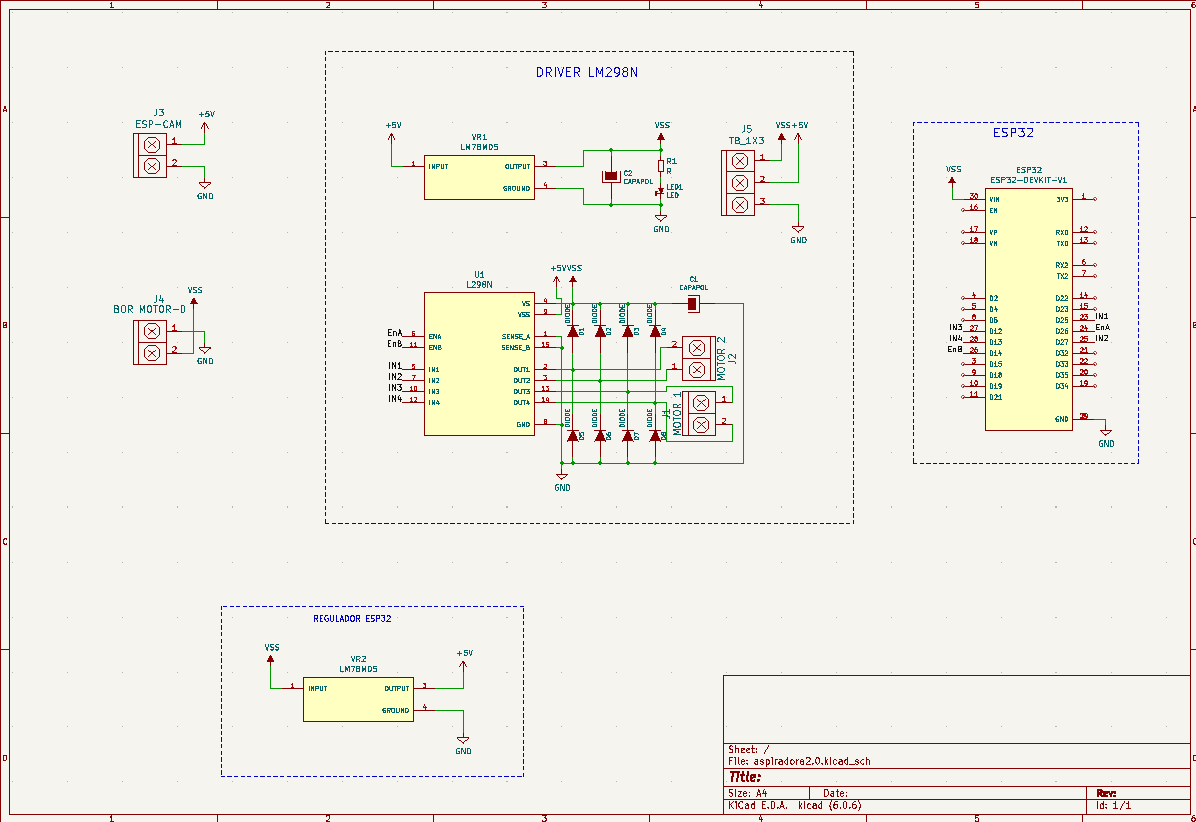 1 2 3 4 5 6
DRIVER LM298N
A
J3
ESP-CAM
+5V
1
2
GND
+5V
VR1
LM78M05
1 INPUT OUTPUT 3
GROUND 4
VSS
C2
CAPAPOL
R1
R
LED1
LED
GND
J5
TB_1X3
VSS +5V
1
2
3
GND
ESP32
VSS
ESP32
ESP32-DEVKIT-V1
30 VIN 3V3 1
16 EN
17 VP RX0 12
18 VN TX0 13
RX2 6
TX2 7
4 D2 D22 14
5 D4 D23 15
D25 23 IN1
IN3 27 D12 D26 24 EnA
IN4 28 D13 D27 25 IN2
EnB 26 D14 D32 21
3 D15 D33 22
9 D18 D35 20
10 D19 D34 19
11 D21
GND 29
GND
B
J4
BOR MOTOR-D
VSS
1
2
GND
U1
L298N
+5V VSS
C1
CAPAPOL
VS
VSS 9
EnA 6 ENA SENSE_A 1
EnB 11 ENB SENSE_B 15
IN1 5 IN1 OUT1 2
IN2 7 IN2 OUT2 3
IN3 10 IN3 OUT3 13
IN4 12 IN4 OUT4 14
GND 8
DIODE D1
DIODE D2
DIODE D3
DIODE D4
DIODE D5
DIODE D6
DIODE D7
DIODE D8
2
1
MOTOR 2
J2
J1
MOTOR 1
1
2
GND
C
REGULADOR ESP32
VSS
VR2
LM78M05
+5V
1 INPUT OUTPUT 3
GROUND 4
GND
D
Sheet: /
File: aspiradora2.0.kicad_sch
Title:
Size: A4 Date: Rev:
KiCad E.D.A. kicad (6.0.6) Id: 1/1
1 2 3 4 5 6